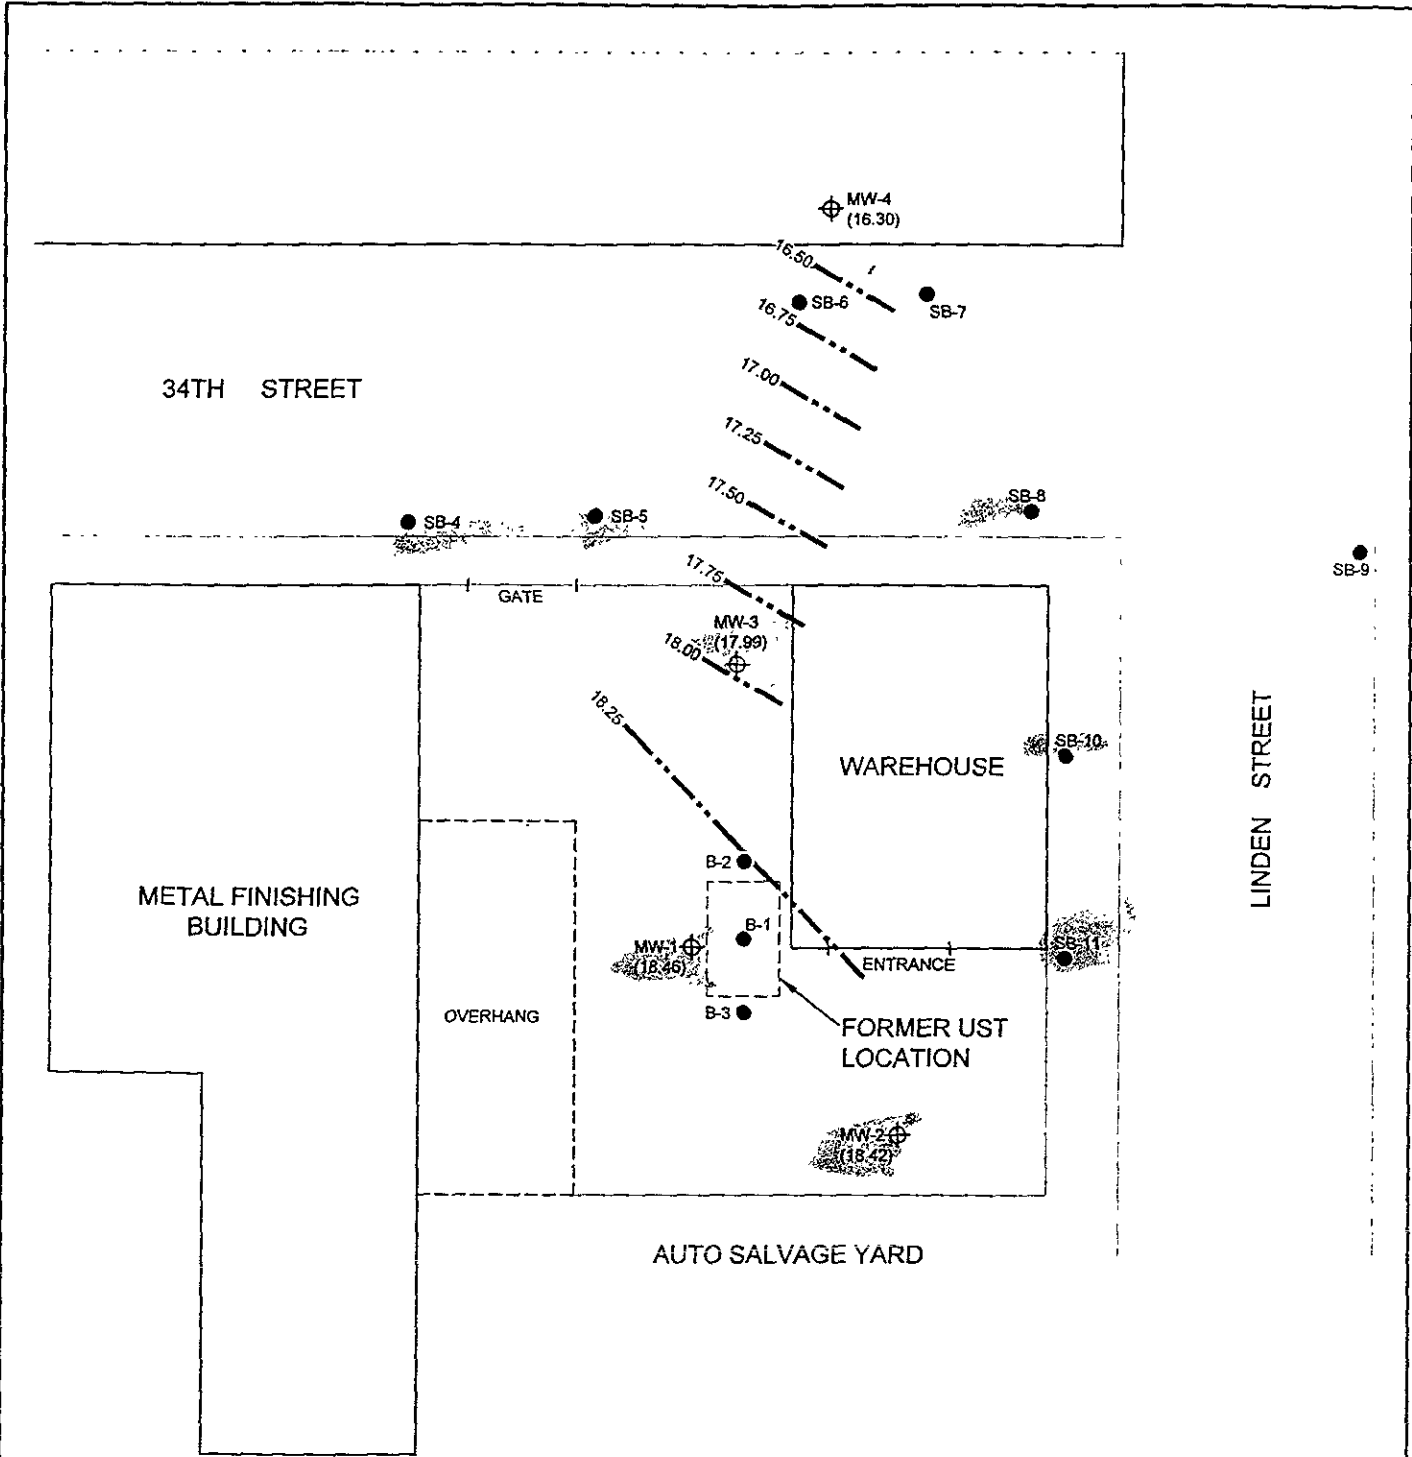 MW-4
(16.30)
16.50
SB-6
SB-7
16.75
17.00
34TH STREET
17.25
17.50
SB-8
SB-4
SB-5
SB-9
17.75
GATE
MW-3
(17.99)
18.00
18.25
SB-10
WAREHOUSE
LINDEN STREET
B-2
METAL FINISHING
BUILDING
B-1
MW-1
(18.46)
SB-11
ENTRANCE
B-3
OVERHANG
FORMER UST
LOCATION
MW-2
(18.42)
AUTO SALVAGE YARD